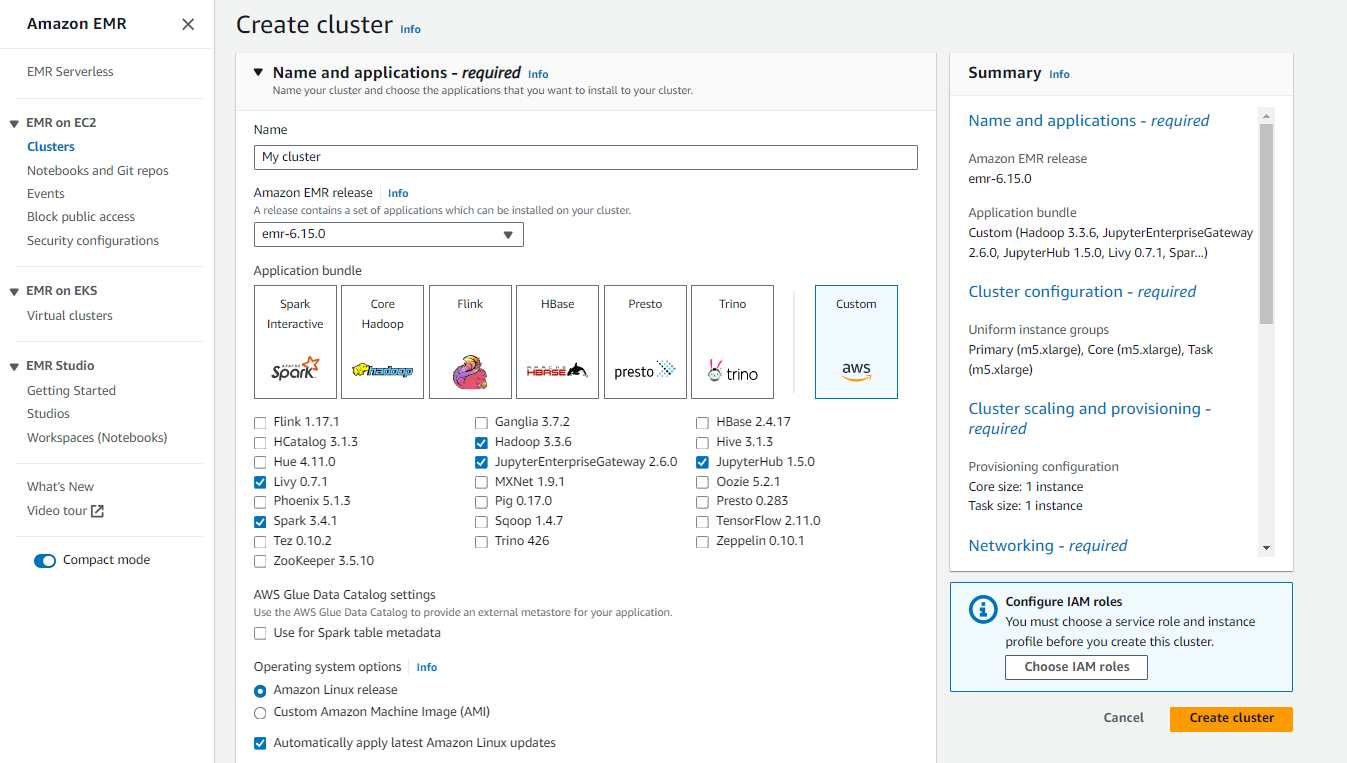 Amazon EMR
EMR Serverless
EMR on EC2
Clusters
Notebooks and Git repos
Events
Block public access
Security configurations
EMR on EKS
Virtual clusters
EMR Studio
Getting Started
Studios
Workspaces (Notebooks)
What's New
Video tour
Compact mode
Create cluster Info
Name and applications - required Info
Name your cluster and choose the applications that you want to install to your cluster.
Name
My cluster
Amazon EMR release Info
A release contains a set of applications which can be installed on your cluster.
emr-6.15.0
Application bundle
Spark
Interactive
APACHE
Spark
Core
Hadoop
hadoop
Flink
HBase
APACHE
HBASE
Presto
presto
Trino
trino
Custom
aws
Flink 1.17.1 Ganglia 3.7.2 HBase 2.4.17
HCatalog 3.1.3 Hadoop 3.3.6 Hive 3.1.3
Hue 4.11.0 JupyterEnterpriseGateway 2.6.0 JupyterHub 1.5.0
Livy 0.7.1 MXNet 1.9.1 Oozie 5.2.1
Phoenix 5.1.3 Pig 0.17.0 Presto 0.283
Spark 3.4.1 Sqoop 1.4.7 TensorFlow 2.11.0
Tez 0.10.2 Trino 426 Zeppelin 0.10.1
ZooKeeper 3.5.10
AWS Glue Data Catalog settings
Use the AWS Glue Data Catalog to provide an external metastore for your application.
Use for Spark table metadata
Operating system options Info
Amazon Linux release
Custom Amazon Machine Image (AMI)
Automatically apply latest Amazon Linux updates
Summary Info
Name and applications - required
Amazon EMR release
emr-6.15.0
Application bundle
Custom (Hadoop 3.3.6, JupyterEnterpriseGateway
2.6.0, JupyterHub 1.5.0, Livy 0.7.1, Spar...)
Cluster configuration - required
Uniform instance groups
Primary (m5.xlarge), Core (m5.xlarge), Task
(m5.xlarge)
Cluster scaling and provisioning -
required
Provisioning configuration
Core size: 1 instance
Task size: 1 instance
Networking - required
Configure IAM roles
You must choose a service role and instance
profile before you create this cluster.
Choose IAM roles
Cancel
Create cluster